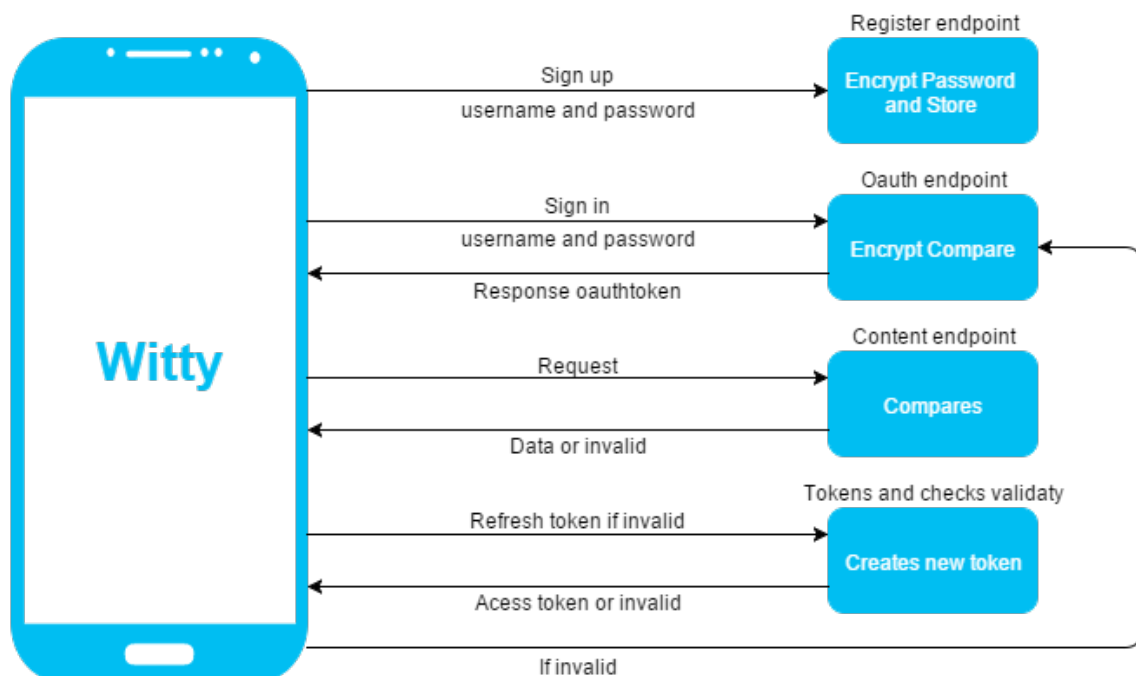 Register endpoint
Sign up
username and password
Encrypt Password
and Store
Oauth endpoint
Sign in
username and password
Encrypt Compare
Response oauthtoken
Witty
Content endpoint
Request
Compares
Data or invalid
Tokens and checks validaty
Refresh token if invalid
Creates new token
Acess token or invalid
If invalid